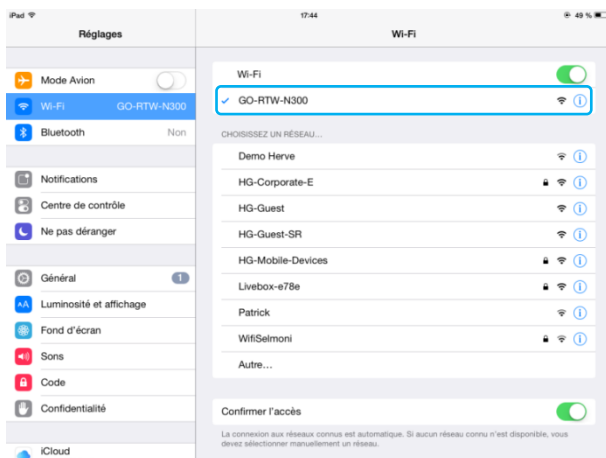 iPad 17:44 49 %
Réglages
Wi-Fi
Mode Avion
Wi-Fi GO-RTW-N300
Bluetooth Non
Notifications
Centre de contrôle
Ne pas déranger
Général 1
Luminosité et affichage
AA
Fond d'écran
Sons
Code
Confidentialité
iCloud
Wi-Fi
GO-RTW-N300
CHOISISSEZ UN RÉSEAU...
Demo Herve
HG-Corporate-E
HG-Guest
HG-Guest-SR
HG-Mobile-Devices
Livebox-e78e
Patrick
WifiSelmoni
Autre...
Confirmer l'accès
La connexion aux réseaux connus est automatique. Si aucun réseau connu n'est disponible, vous
devez sélectionner manuellement un réseau.